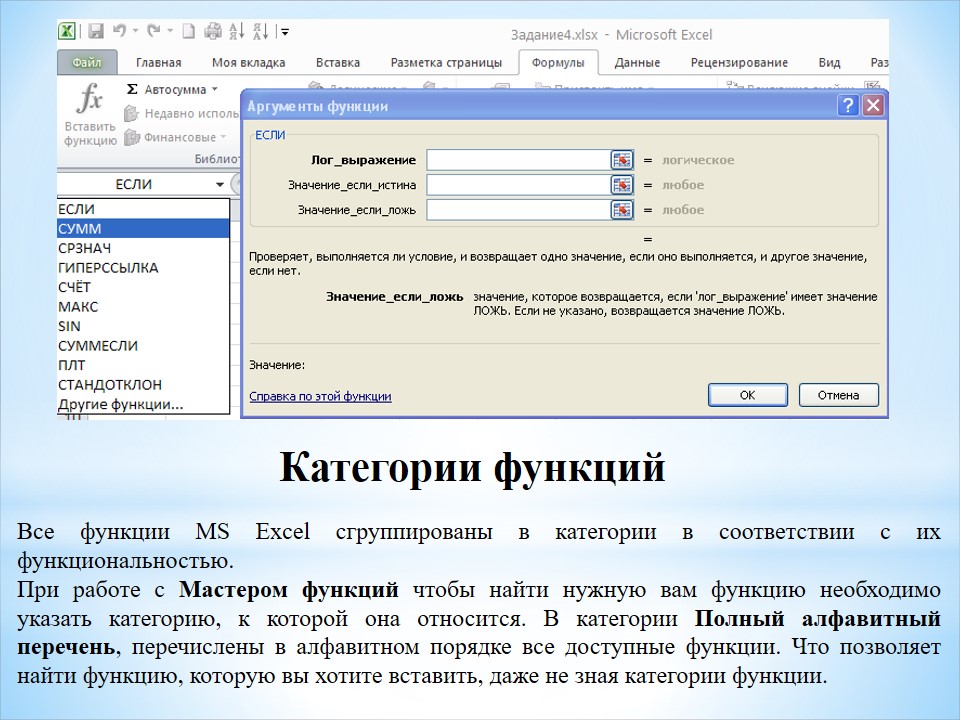 Задание4.xlsx - Microsoft Excel
Файл Главная Моя вкладка Вставка Разметка страницы Формулы Данные Рецензирование Вид Раз
fx Σ Автосумма
Вставить функцию
Недавно исполь
Финансовые
Библиот
Аргументы функции
ЕСЛИ
Лог_выражение = логическое
Значение_если_истина = любое
Значение_если_ложь = любое
=
Проверяет, выполняется ли условие, и возвращает одно значение, если оно выполняется, и другое значение,
если нет.
Значение_если_ложь значение, которое возвращается, если 'лог_выражение' имеет значение
ЛОЖЬ. Если не указано, возвращается значение ЛОЖЬ.
Значение:
Справка по этой функции
ОК Отмена
ЕСЛИ
ЕСЛИ
СУММ
СРЗНАЧ
ГИПЕРССЫЛКА
СЧЁТ
МАКС
SIN
СУММЕСЛИ
ПЛТ
СТАНДОТКЛОН
Другие функции...
Категории функций
Все функции MS Excel сгруппированы в категории в соответствии с их
функциональностью.
При работе с Мастером функций чтобы найти нужную вам функцию необходимо
указать категорию, к которой она относится. В категории Полный алфавитный
перечень, перечислены в алфавитном порядке все доступные функции. Что позволяет
найти функцию, которую вы хотите вставить, даже не зная категории функции.